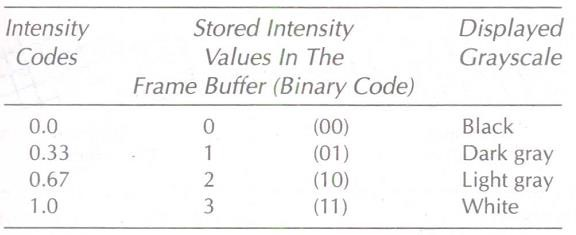 Intensity Stored Intensity Displayed
Codes Values In The Grayscale
Frame Buffer (Binary Code)
0.0 0 (00) Black
0.33 1 (01) Dark gray
0.67 2 (10) Light gray
1.0 3 (11) White